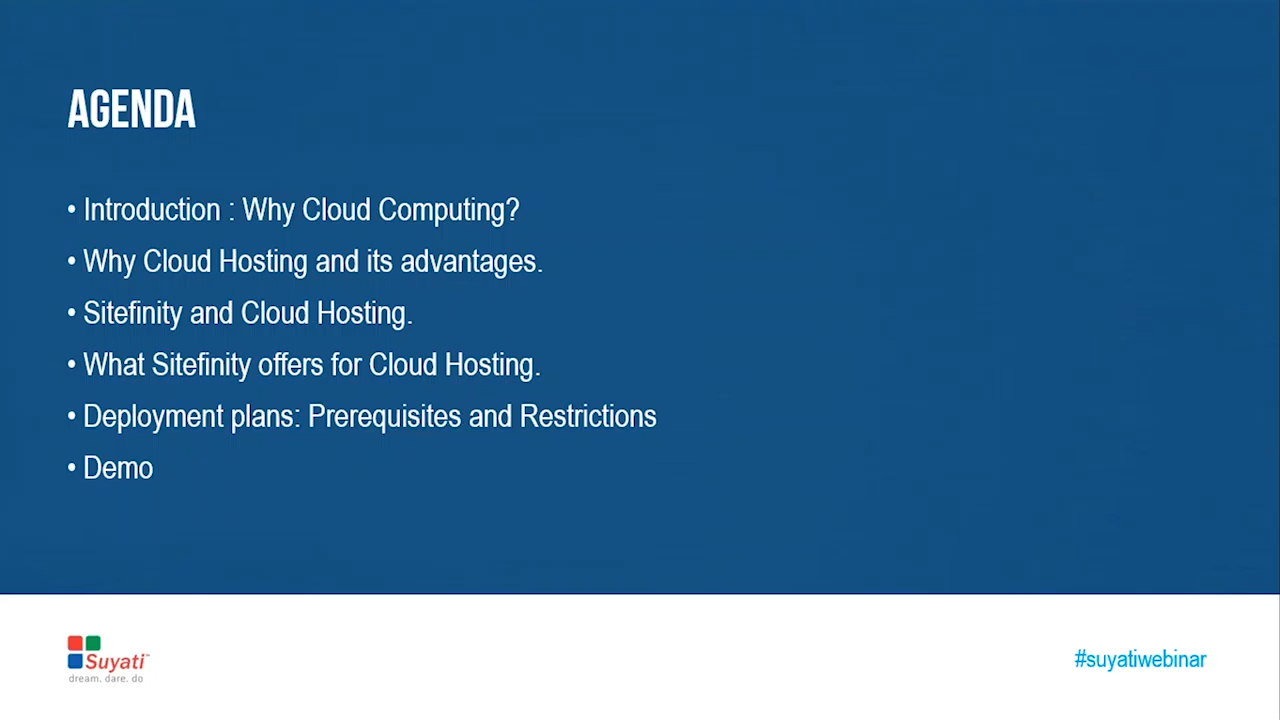 AGENDA
• Introduction : Why Cloud Computing?
• Why Cloud Hosting and its advantages.
• Sitefinity and Cloud Hosting.
• What Sitefinity offers for Cloud Hosting.
• Deployment plans: Prerequisites and Restrictions
• Demo
Suyati™
dream. dare. do
#suyatiwebinar